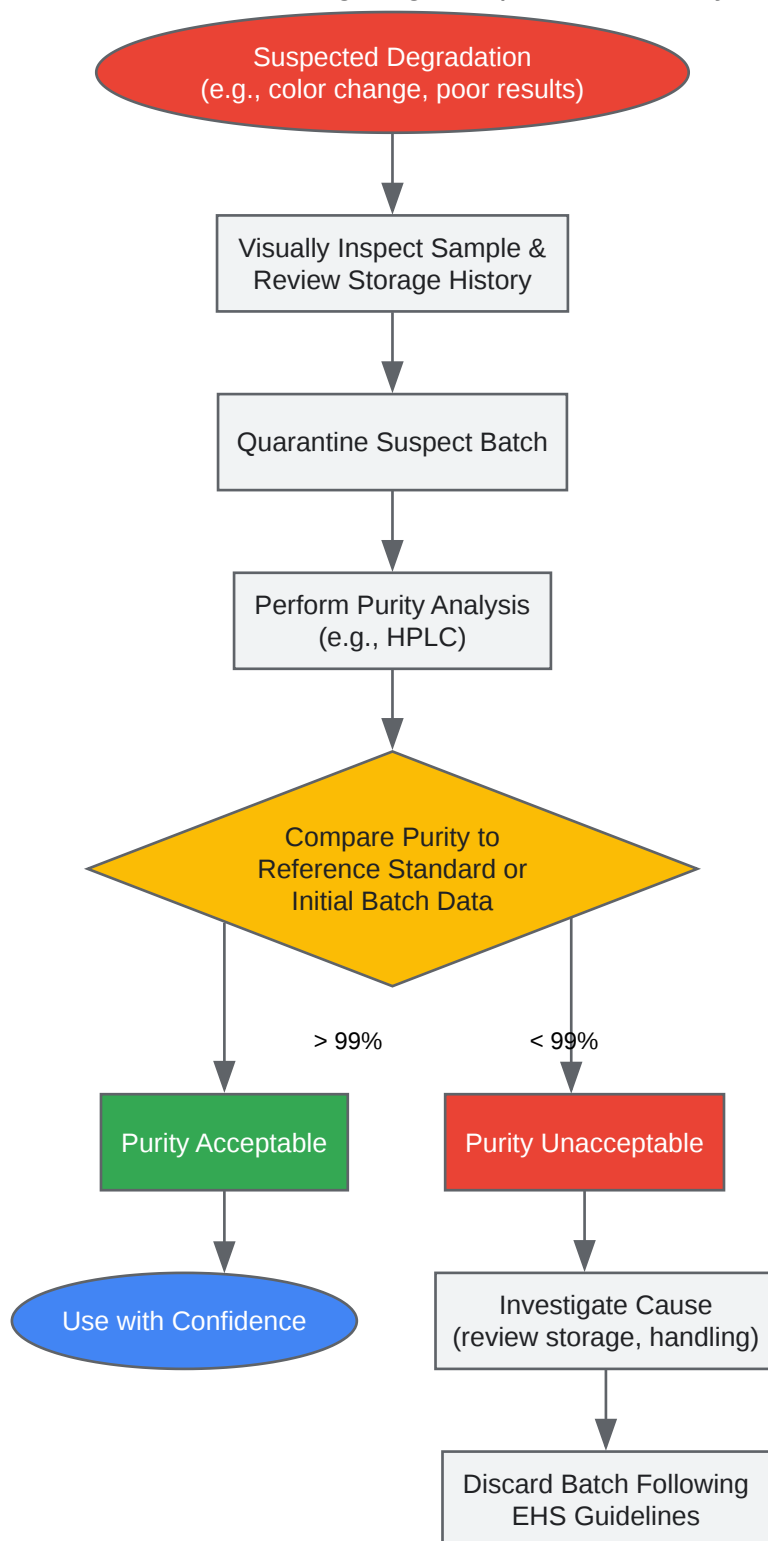 Suspected Degradation
(e.g., color change, poor results)
Visually Inspect Sample &
Review Storage History
Quarantine Suspect Batch
Perform Purity Analysis
(e.g., HPLC)
Compare Purity to
Reference Standard or
Initial Batch Data
> 99%
< 99%
Purity Acceptable
Purity Unacceptable
Use with Confidence
Investigate Cause
(review storage, handling)
Discard Batch Following
EHS Guidelines